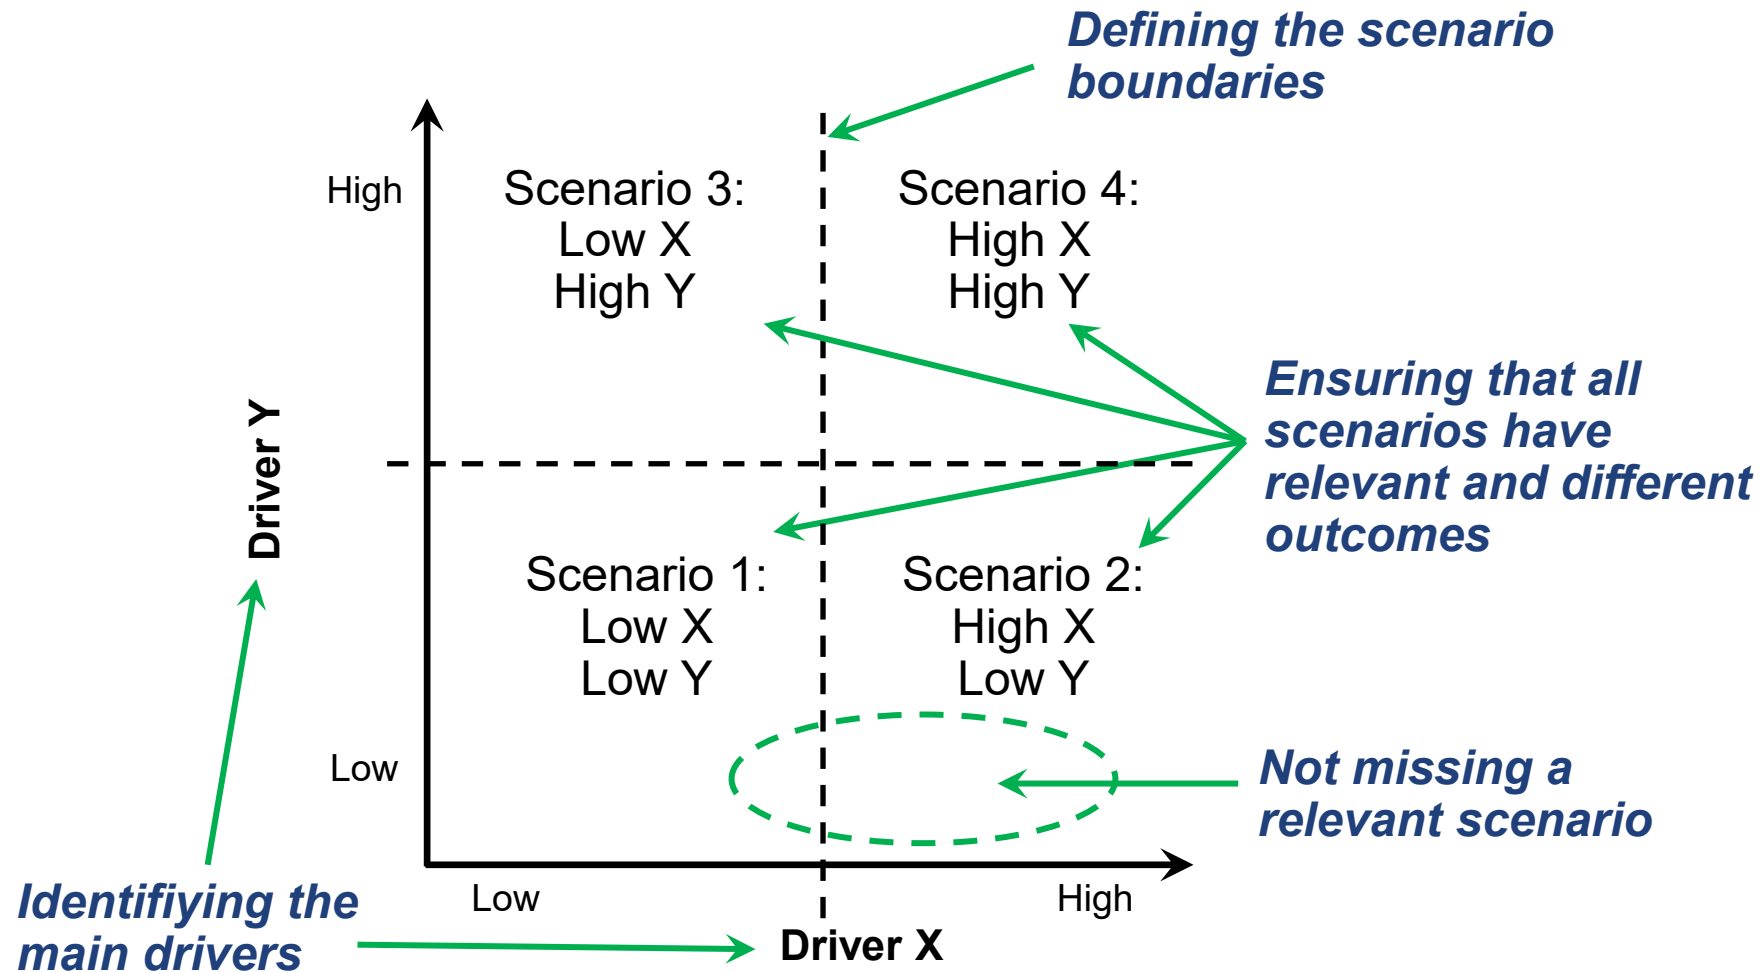 Defining the scenario
boundaries
High
Scenario 3:
Low X
High Y
Scenario 4:
High X
High Y
Ensuring that all
scenarios have
relevant and different
outcomes
Driver Y
Scenario 1:
Low X
Low Y
Scenario 2:
High X
Low Y
Low
Not missing a
relevant scenario
Low
High
Identifiying the
main drivers
Driver X